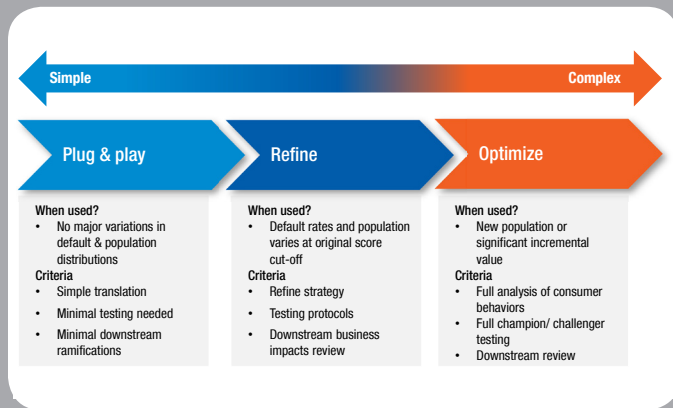 Simple
Complex
Plug & play
Refine
Optimize
When used?
• No major variations in
default & population
distributions
Criteria
• Simple translation
• Minimal testing needed
• Minimal downstream
ramifications
When used?
• Default rates and population
varies at original score
cut-off
Criteria
• Refine strategy
• Testing protocols
• Downstream business
impacts review
When used?
• New population or
significant incremental
value
Criteria
• Full analysis of consumer
behaviors
• Full champion/ challenger
testing
• Downstream review